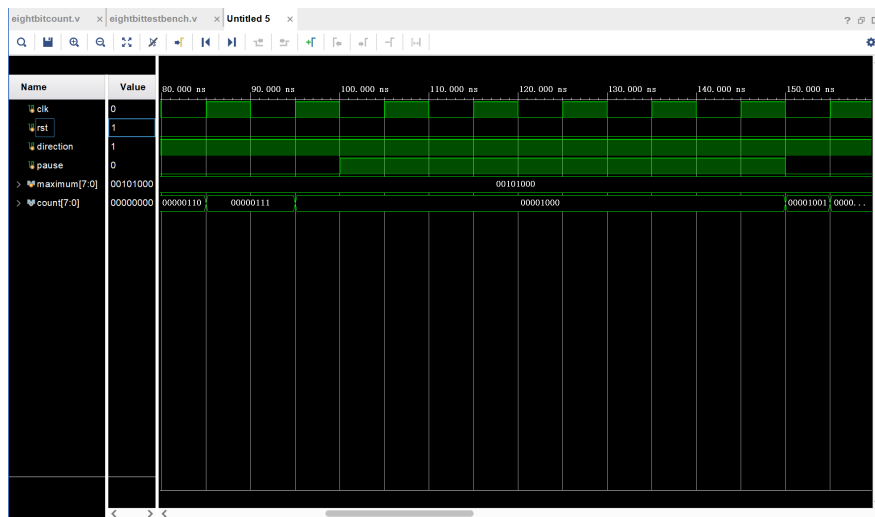 eightbitcount.v × eightbittestbench.v × Untitled 5 ×
Name Value 80.000 ns 90.000 ns 100.000 ns 110.000 ns 120.000 ns 130.000 ns 140.000 ns 150.000 ns
clk 0
rst 1
direction 1
pause 0
maximum[7:0] 00101000 00101000
count[7:0] 00000000 00000110 00000111 00001000 00001001 0000...